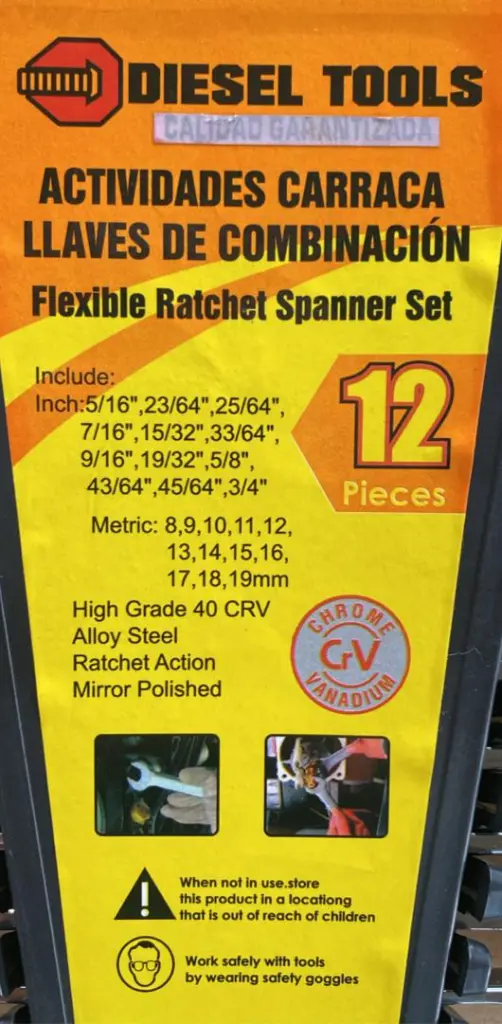 DIESEL TOOLS
CALIDAD GARANTIZADA
ACTIVIDADES CARRACA
LLAVES DE COMBINACIÓN
Flexible Ratchet Spanner Set
Include:
Inch:5/16",23/64",25/64",
7/16",15/32",33/64",
9/16",19/32",5/8",
43/64",45/64",3/4"
12
Pieces
Metric: 8,9,10,11,12,
13,14,15,16,
17,18,19mm
High Grade 40 CRV
Alloy Steel
Ratchet Action
Mirror Polished
CHROME
CrV
VANADIUM
When not in use.store
this product in a locationg
that is out of reach of children
Work safely with tools
by wearing safety goggles